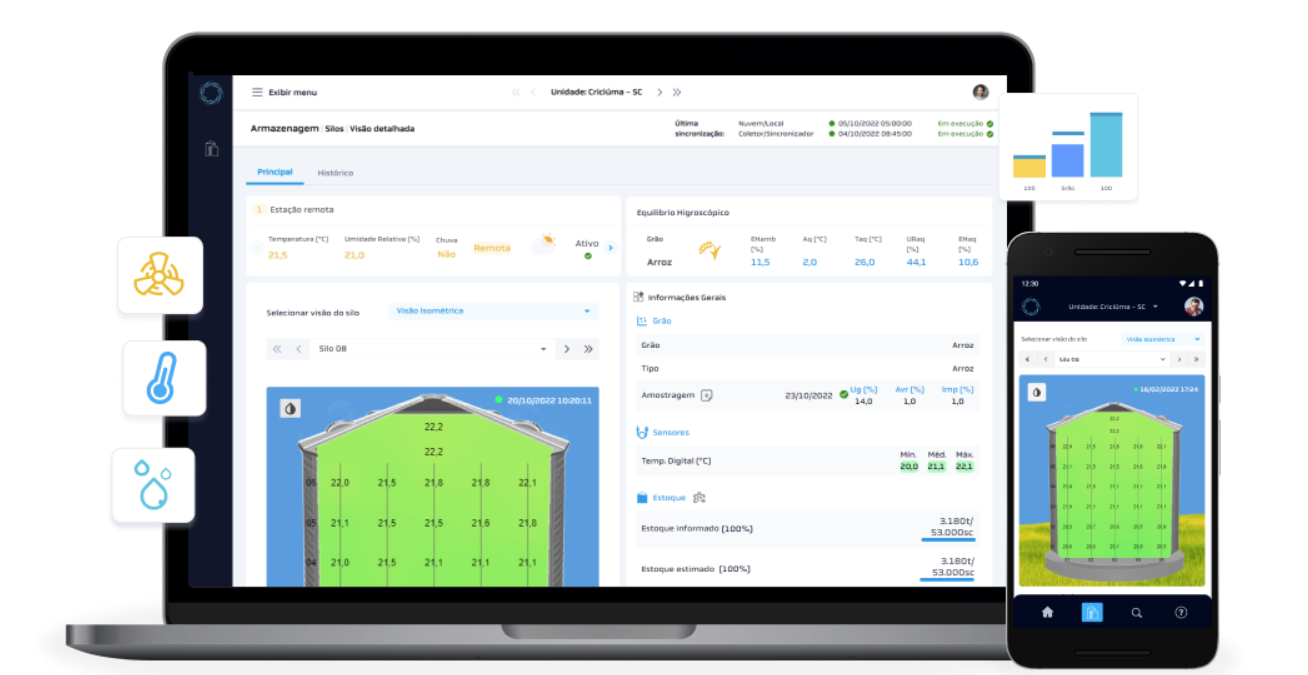 Exibir menu
Unidade: Criciúma – SC
Armazenagem Silos Visão detalhada
Última sincronização:
Nuvem/Local
05/10/2022 05:00:00
Em execução
Coletor/Sincronizador
04/10/2022 08:45:00
Em execução
Principal
Histórico
1 Estação remota
Temperatura [°C]
Umidade Relativa [%]
Chuva
Remota
Ativo
21,5
21,0
Não
Equilíbrio Higroscópico
Grão
EHamb [%]
Aq [°C]
Taq [°C]
URaq [%]
EHaq [%]
Arroz
11,5
2,0
26,0
44,1
10,6
Selecionar visão do silo
Visão Isométrica
Silo 08
20/10/2022 10:20:11
22,2
22,2
06 22,0 21,5 21,8 21,8 22,1
05 21,1 21,5 21,5 21,6 21,8
04 21,0 21,5 21,1 21,1 21,1
Informações Gerais
Grão
Grão Arroz
Tipo Arroz
Amostragem 23/10/2022
Ug [%] Avr [%] Imp [%]
14,0 1,0 1,0
Sensores
Temp. Digital [°C]
Mín. Méd. Máx.
20,0 21,1 22,1
Estoque
Estoque informado (100%)
3.180t/
53.000sc
Estoque estimado (100%)
3.180t/
53.000sc
100 Grão 100
12:30
Unidade: Criciúma – SC
Selecionar visão do silo
Visão Isométrica
Silo 08
16/02/2022 17:24
22,2
22,2